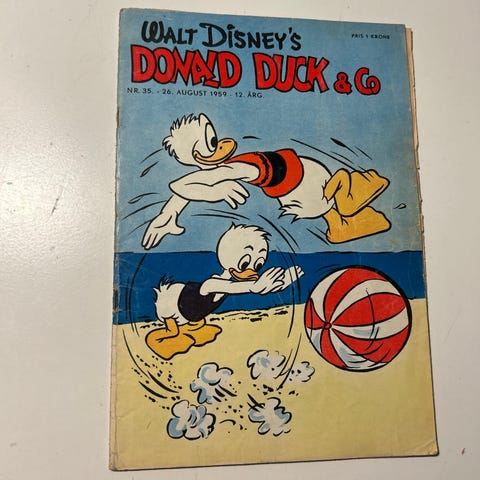 WALT DISNEY'S
PRIS 1 KRONE
DONALD DUCK & Co
NR. 35. - 26. AUGUST 1959 - 12. ÅRG.